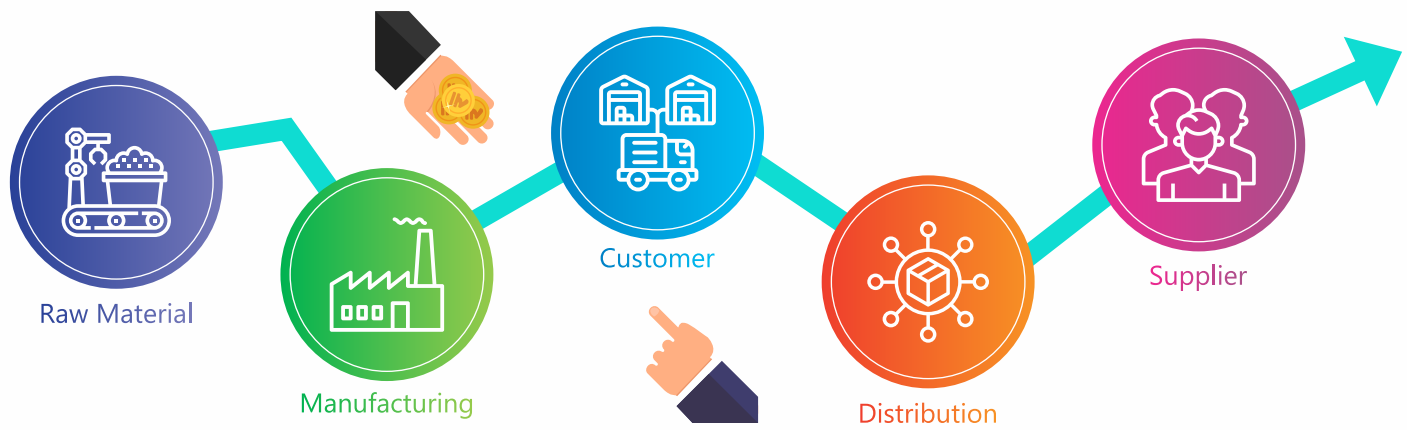 Raw Material
Manufacturing
Customer
Distribution
Supplier